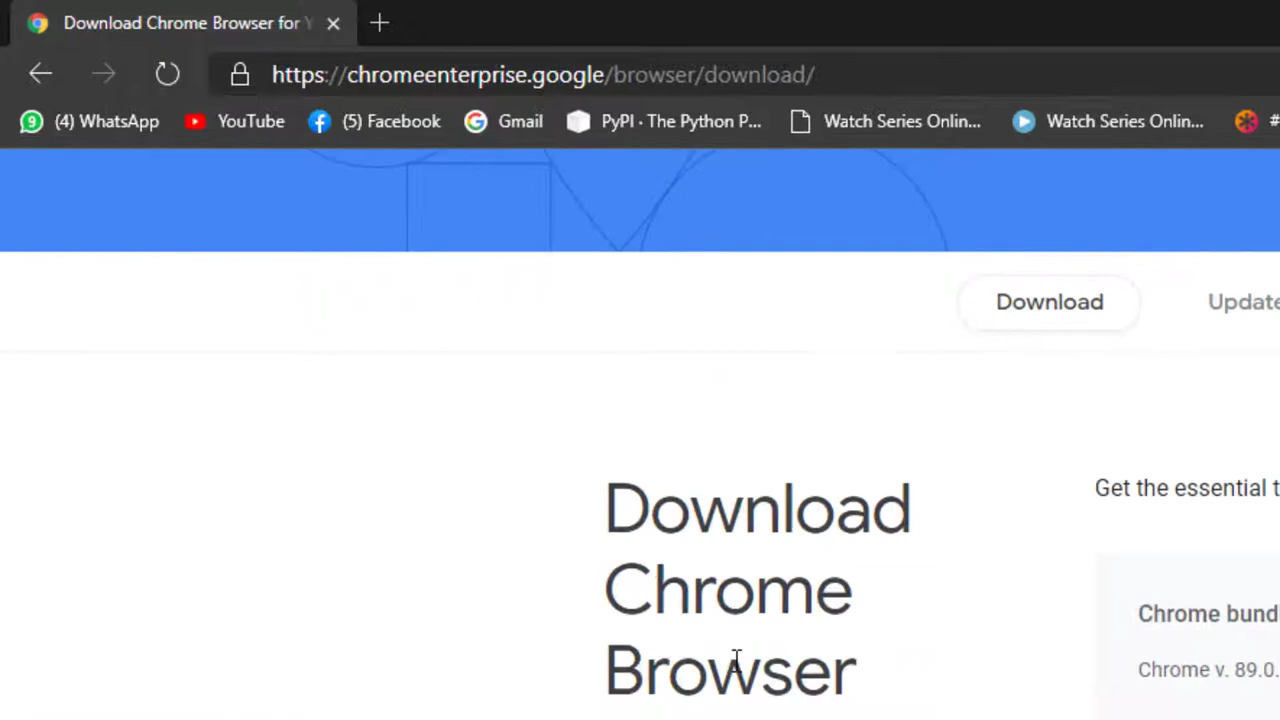 Download Chrome Browser for
https://chromeenterprise.google/browser/download/
9 (4) WhatsApp YouTube (5) Facebook Gmail PyPI · The Python P... Watch Series Onlin... Watch Series Onlin... #
Download Update
Download
Chrome
Browser
Get the essential t
Chrome bund
Chrome v. 89.0.